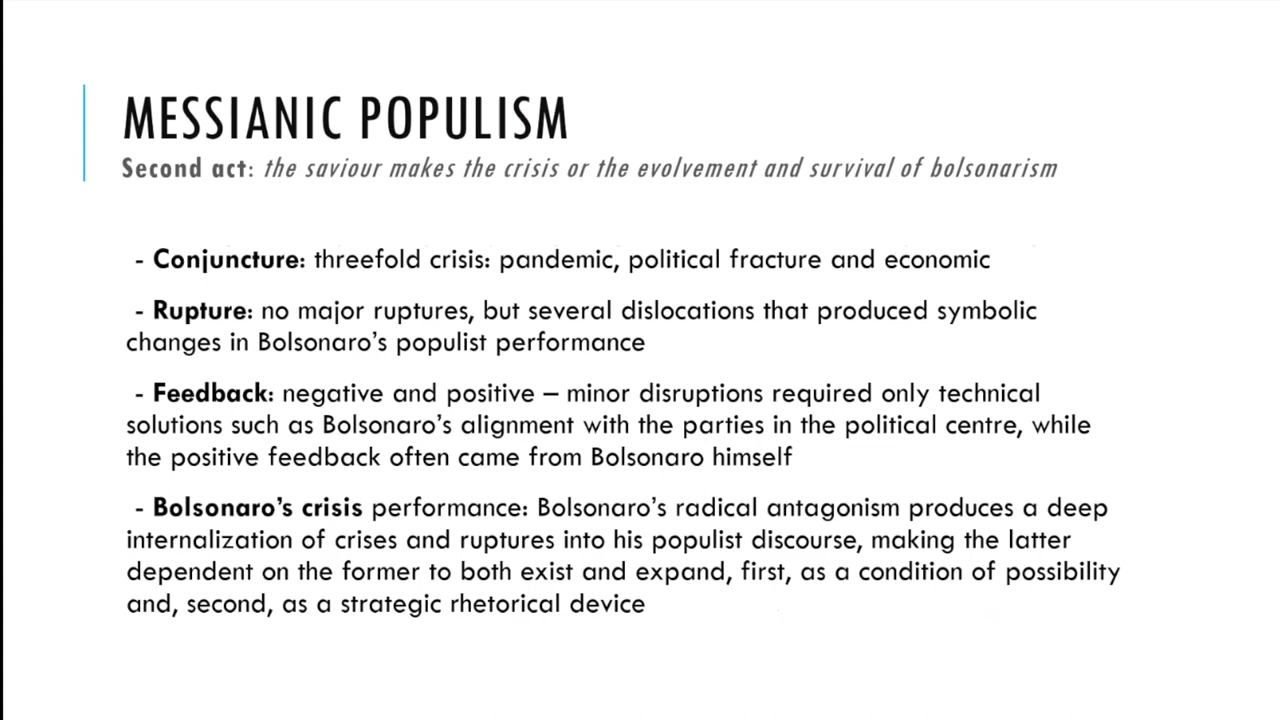 MESSIANIC POPULISM
Second act: the saviour makes the crisis or the evolvement and survival of bolsonarism
- Conjuncture: threefold crisis: pandemic, political fracture and economic
- Rupture: no major ruptures, but several dislocations that produced symbolic
changes in Bolsonaro’s populist performance
- Feedback: negative and positive – minor disruptions required only technical
solutions such as Bolsonaro’s alignment with the parties in the political centre, while
the positive feedback often came from Bolsonaro himself
- Bolsonaro’s crisis performance: Bolsonaro’s radical antagonism produces a deep
internalization of crises and ruptures into his populist discourse, making the latter
dependent on the former to both exist and expand, first, as a condition of possibility
and, second, as a strategic rhetorical device